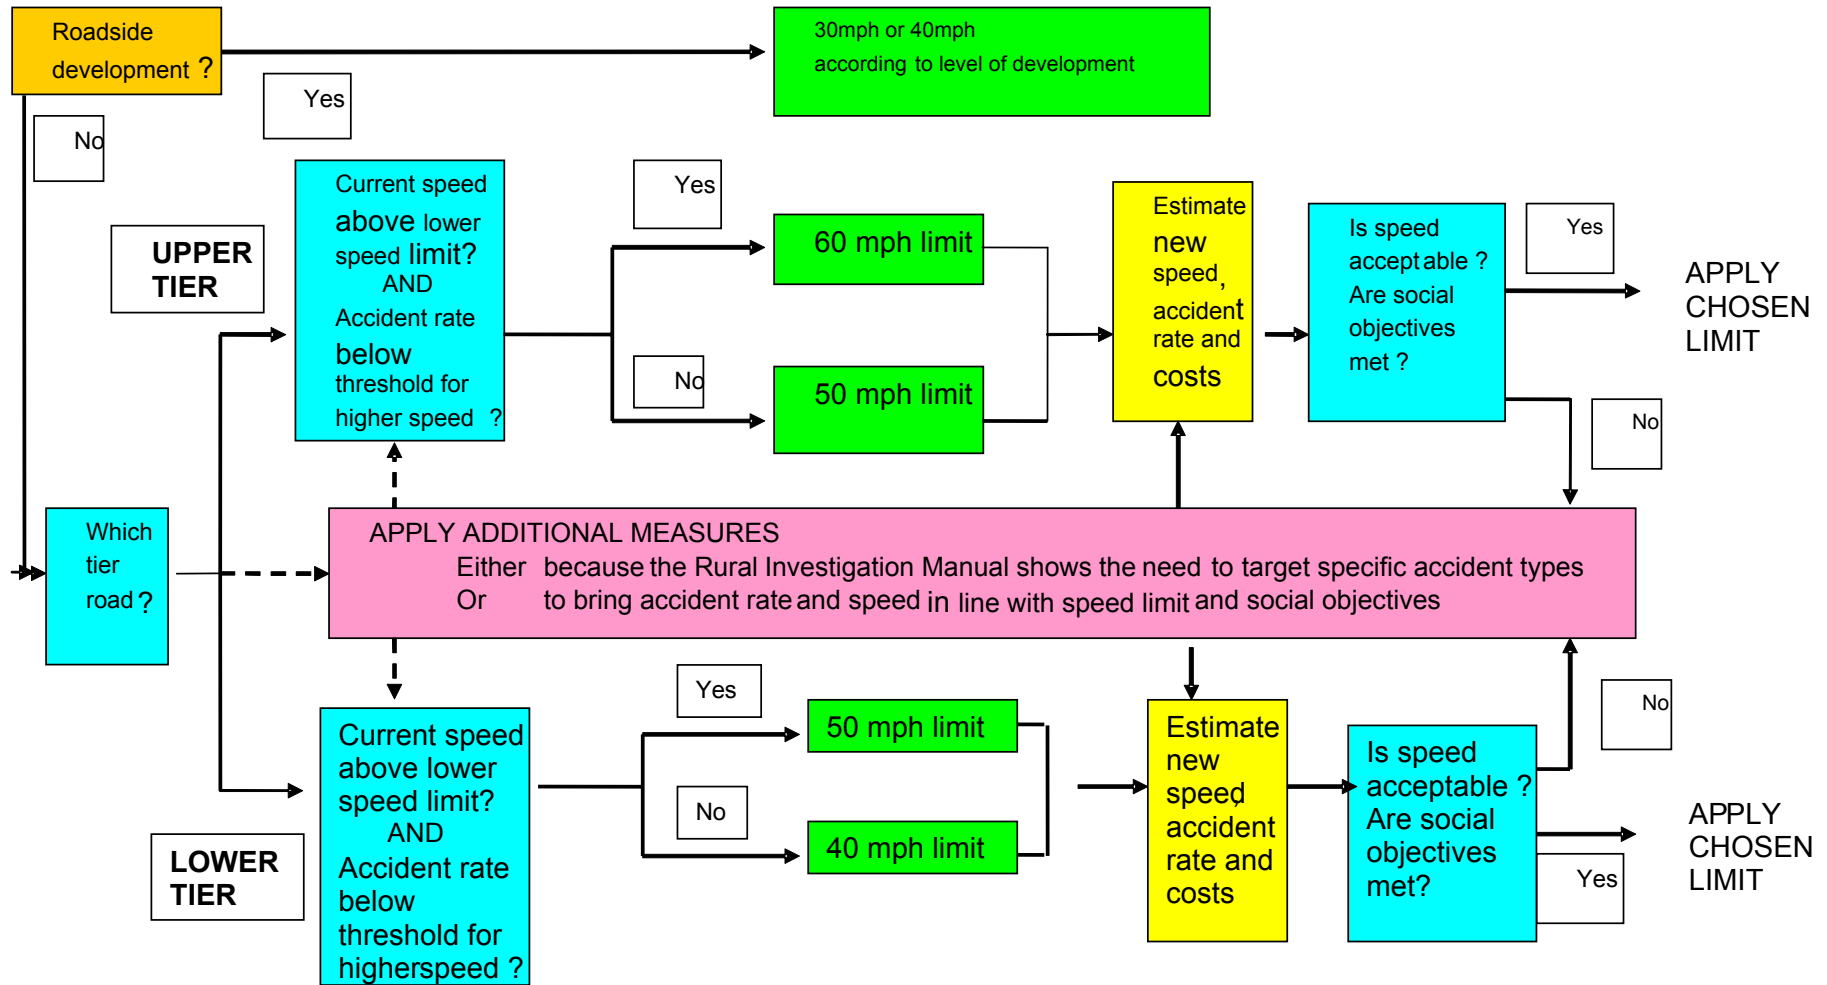 Roadside
development ?
30mph or 40mph
according to level of development
Yes
No
UPPER
TIER
Current speed
above lower
speed limit?
AND
Accident rate
below
threshold for
higher speed ?
Yes
60 mph limit
No
50 mph limit
Estimate
new
speed,
accident
rate and
costs
Is speed
acceptable ?
Are social
objectives
met ?
Yes
APPLY
CHOSEN
LIMIT
No
Which
tier
road ?
APPLY ADDITIONAL MEASURES
Either because the Rural Investigation Manual shows the need to target specific accident types
Or to bring accident rate and speed in line with speed limit and social objectives
LOWER
TIER
Current speed
above lower
speed limit?
AND
Accident rate
below
threshold for
higherspeed ?
Yes
50 mph limit
No
40 mph limit
Estimate
new
speed,
accident
rate and
costs
Is speed
acceptable ?
Are social
objectives
met?
No
Yes
APPLY
CHOSEN
LIMIT